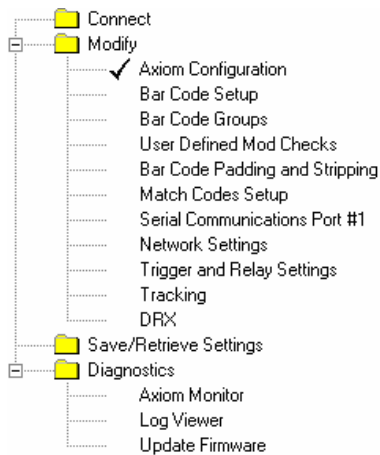 Connect
Modify
Axiom Configuration
Bar Code Setup
Bar Code Groups
User Defined Mod Checks
Bar Code Padding and Stripping
Match Codes Setup
Serial Communications Port #1
Network Settings
Trigger and Relay Settings
Tracking
DRX
Save/Retrieve Settings
Diagnostics
Axiom Monitor
Log Viewer
Update Firmware